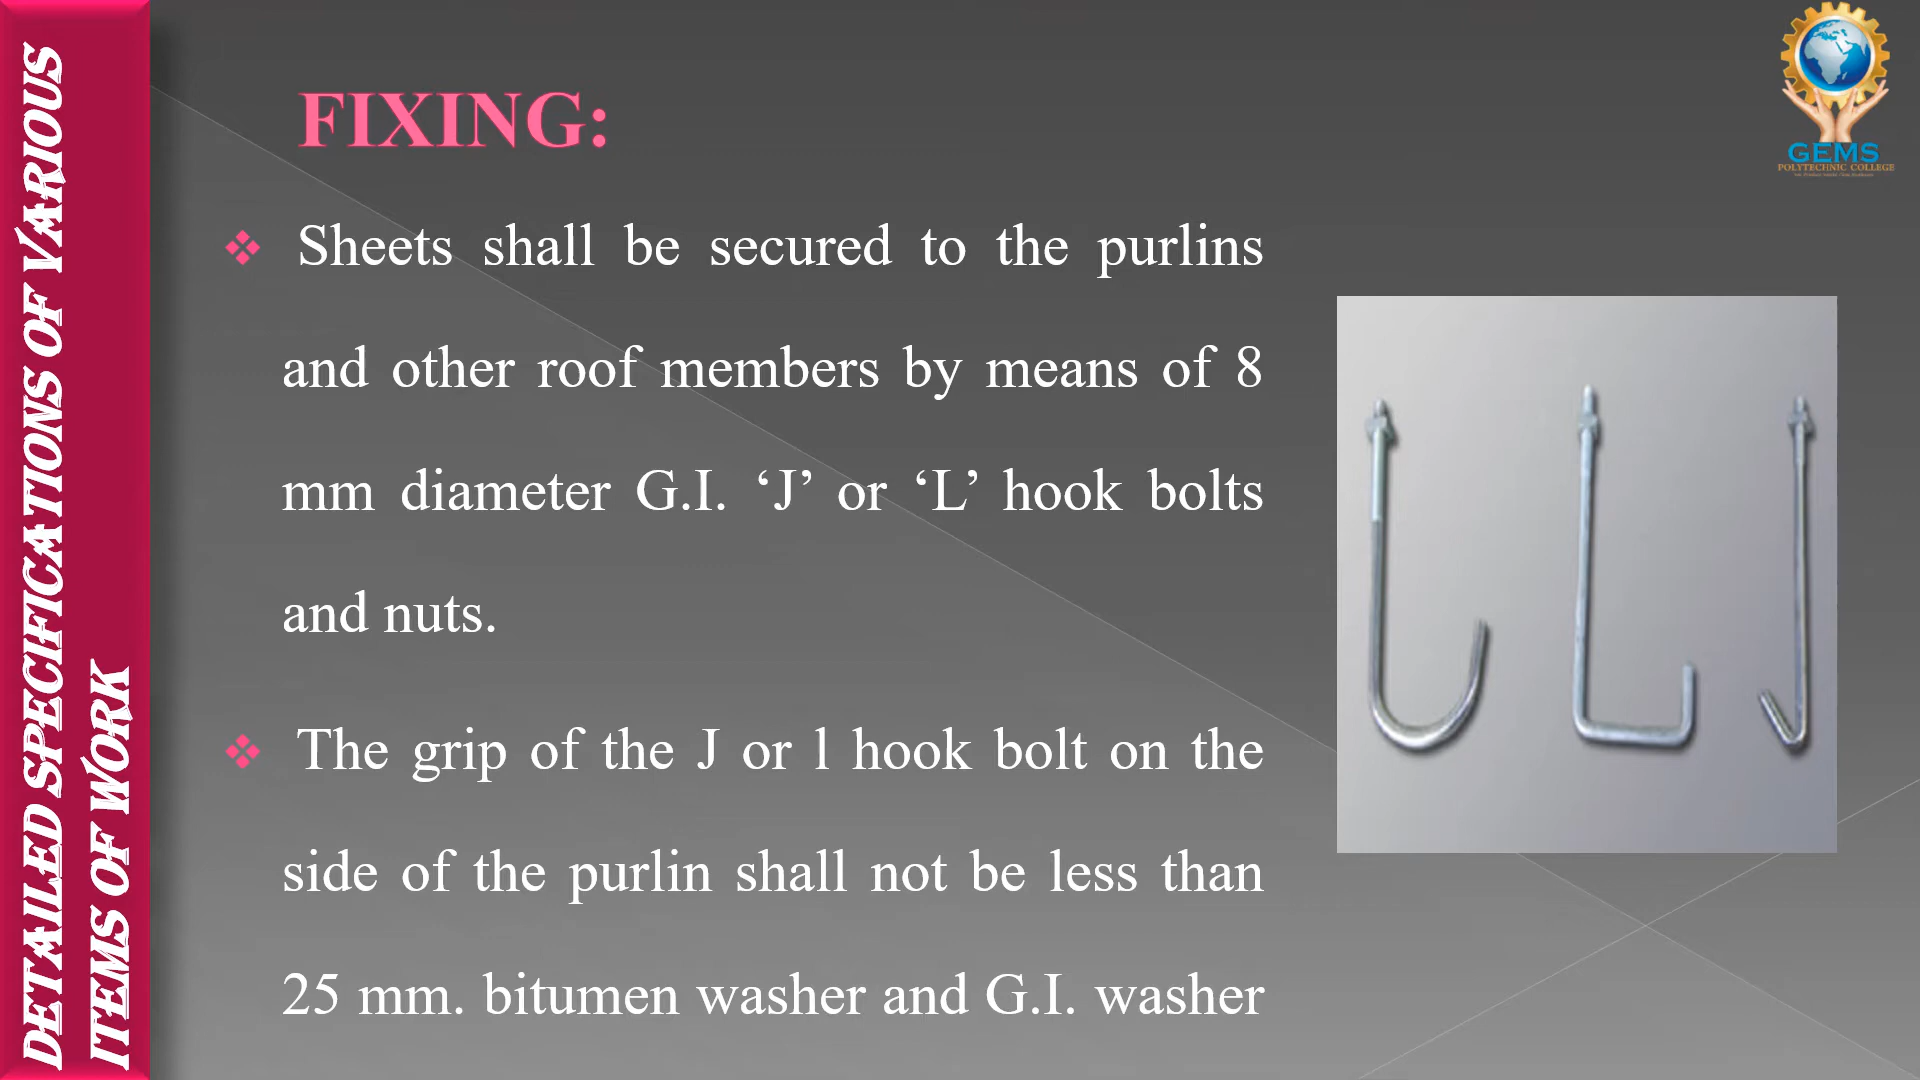 DETAILED SPECIFICATIONS OF VARIOUS
ITEMS OF WORK
FIXING:
Sheets shall be secured to the purlins
and other roof members by means of 8
mm diameter G.I. ‘J’ or ‘L’ hook bolts
and nuts.
The grip of the J or l hook bolt on the
side of the purlin shall not be less than
25 mm. bitumen washer and G.I. washer
GEMS
POLYTECHNIC COLLEGE